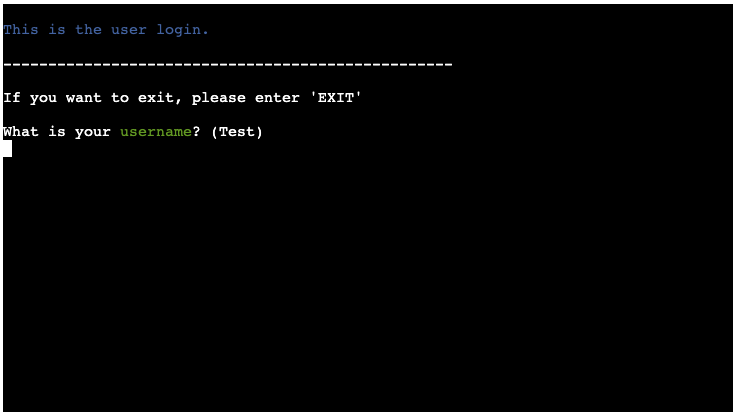 This is the user login.
--------------------------------------------------
If you want to exit, please enter 'EXIT'
What is your username? (Test)